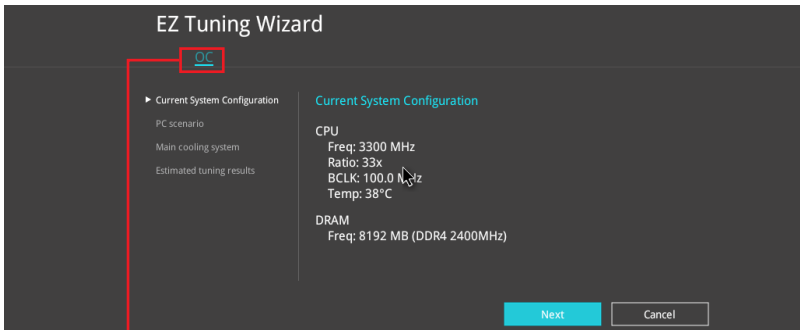 EZ Tuning Wizard
OC
Current System Configuration
PC scenario
Main cooling system
Estimated tuning results
Current System Configuration
CPU
Freq: 3300 MHz
Ratio: 33x
BCLK: 100.0 MHz
Temp: 38°C
DRAM
Freq: 8192 MB (DDR4 2400MHz)
Next
Cancel